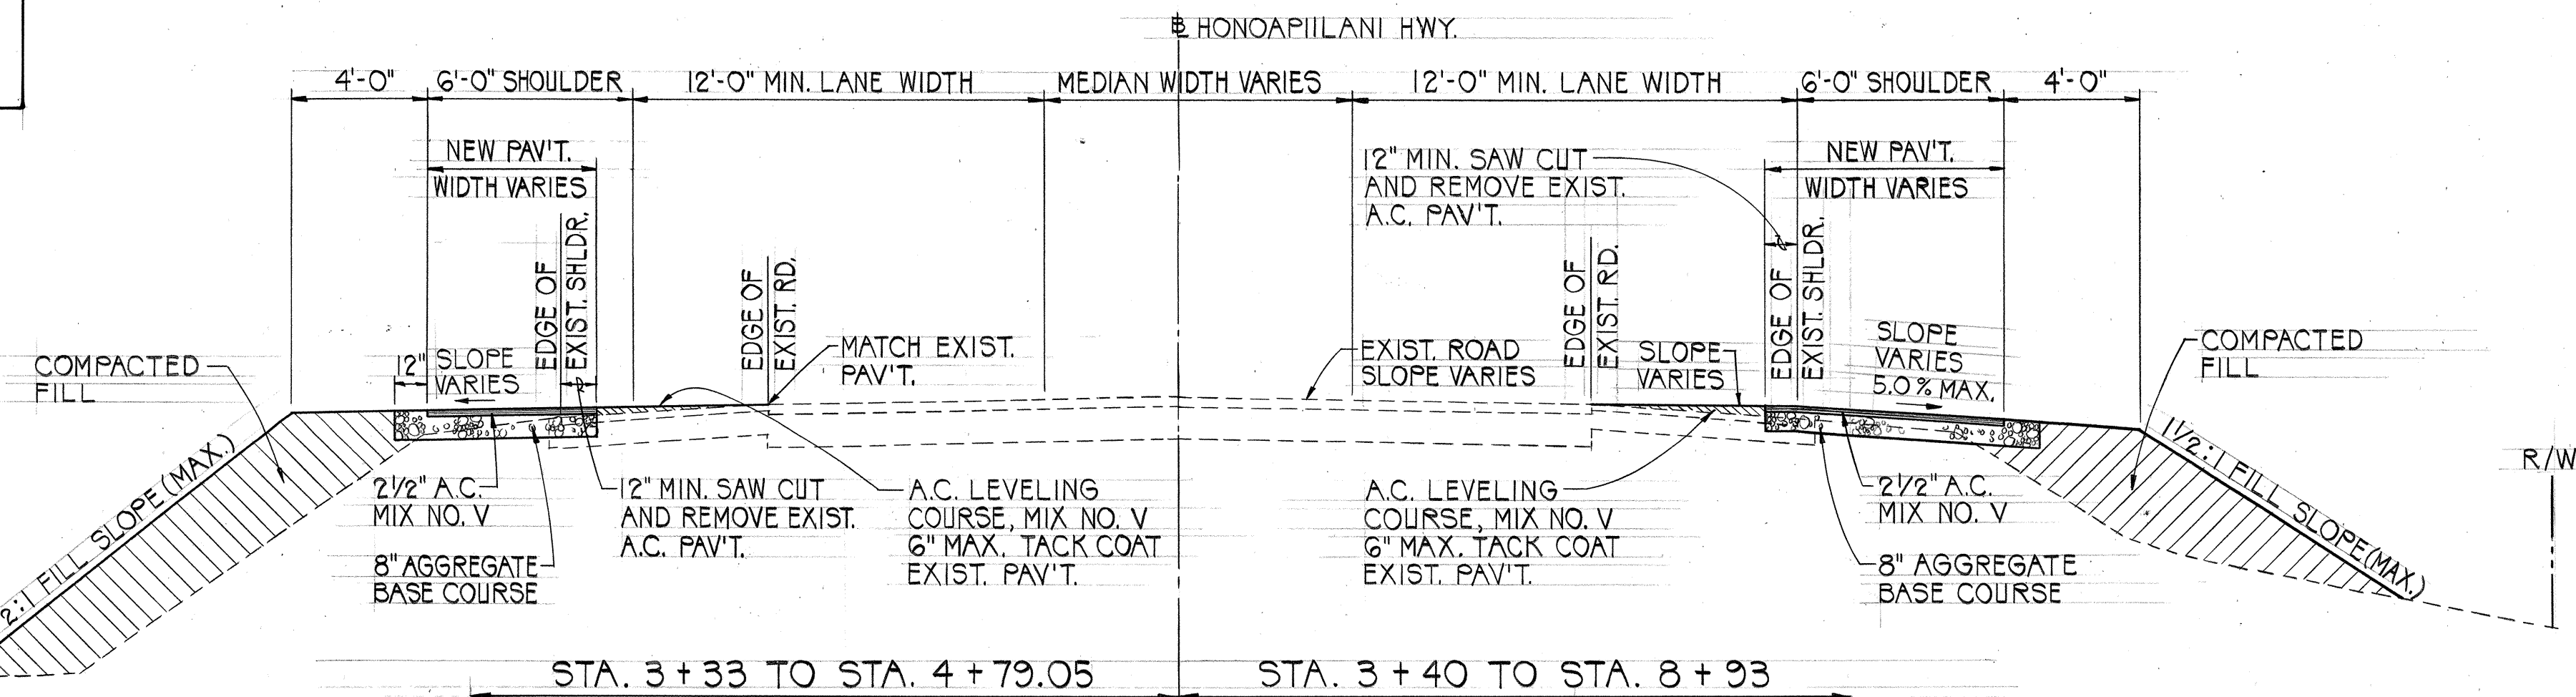 ℄ HONOAPIILANI HWY.
4'-0" 6'-0" SHOULDER 12'-0" MIN. LANE WIDTH MEDIAN WIDTH VARIES 12'-0" MIN. LANE WIDTH 6'-0" SHOULDER 4'-0"
NEW PAV'T.
WIDTH VARIES
12" MIN. SAW CUT
AND REMOVE EXIST.
A.C. PAV'T.
NEW PAV'T.
WIDTH VARIES
EDGE OF
EXIST. SHLDR.
EDGE OF
EXIST. RD.
EDGE OF
EXIST. RD.
EDGE OF
EXIST. SHLDR.
COMPACTED
FILL
12"
SLOPE
VARIES
MATCH EXIST.
PAV'T.
EXIST. ROAD
SLOPE VARIES
SLOPE
VARIES
SLOPE
VARIES
5.0% MAX.
COMPACTED
FILL
2:1 FILL SLOPE (MAX.)
2 1/2" A.C.
MIX NO. V
8" AGGREGATE
BASE COURSE
12" MIN. SAW CUT
AND REMOVE EXIST.
A.C. PAV'T.
A.C. LEVELING
COURSE, MIX NO. V
6" MAX. TACK COAT
EXIST. PAV'T.
A.C. LEVELING
COURSE, MIX NO. V
6" MAX. TACK COAT
EXIST. PAV'T.
2 1/2" A.C.
MIX NO. V
8" AGGREGATE
BASE COURSE
1 1/2:1 FILL SLOPE (MAX.)
R/W
STA. 3+33 TO STA. 4+79.05 STA. 3+40 TO STA. 8+93